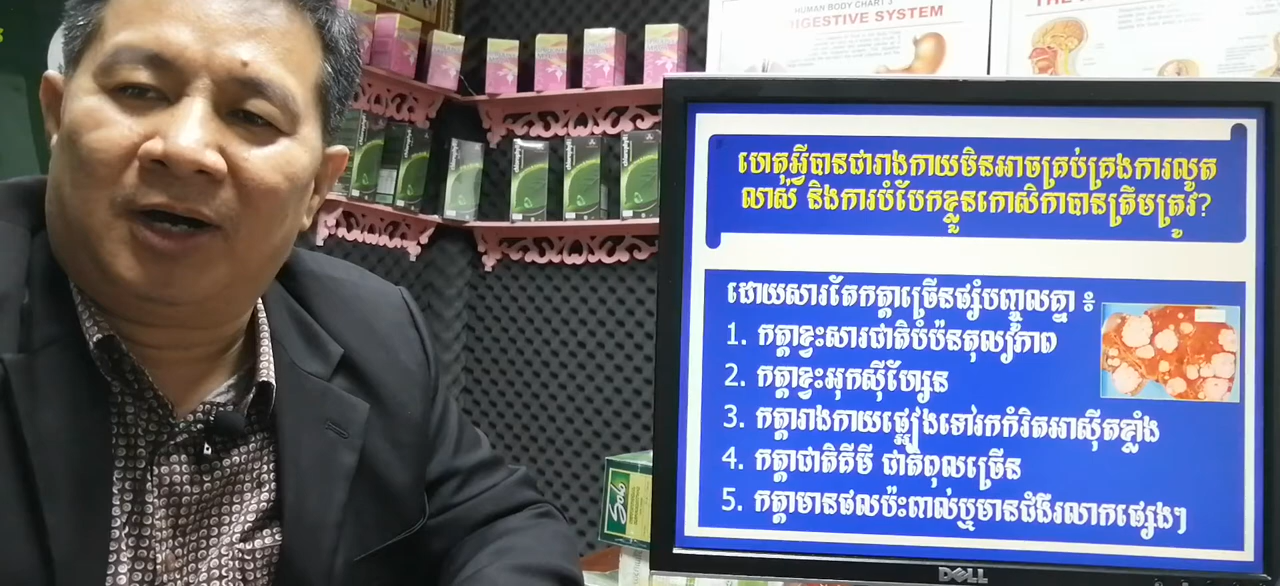 HUMAN BODY CHART 3
DIGESTIVE SYSTEM
ហេតុអ្វីបានជារាងកាយមិនអាចគ្រប់គ្រងការលូត
លាស់ និងការបំបែកខ្លួនកោសិកាបានត្រឹមត្រូវ?
ដោយសារតែកត្តាច្រើនផ្សំបញ្ចូលគ្នា ៖
1. កត្តាខ្វះសារជាតិបំប៉នតុល្យភាព
2. កត្តាខ្វះអុកស៊ីហ្សែន
3. កត្តារាងកាយផ្អៀងទៅរកកំរិតអាស៊ីតខ្លាំង
4. កត្តាជាតិគីមី ជាតិពុលច្រើន
5. កត្តាមានផលប៉ះពាល់ឬមានជំងឺរលាកផ្សេងៗ
DELL